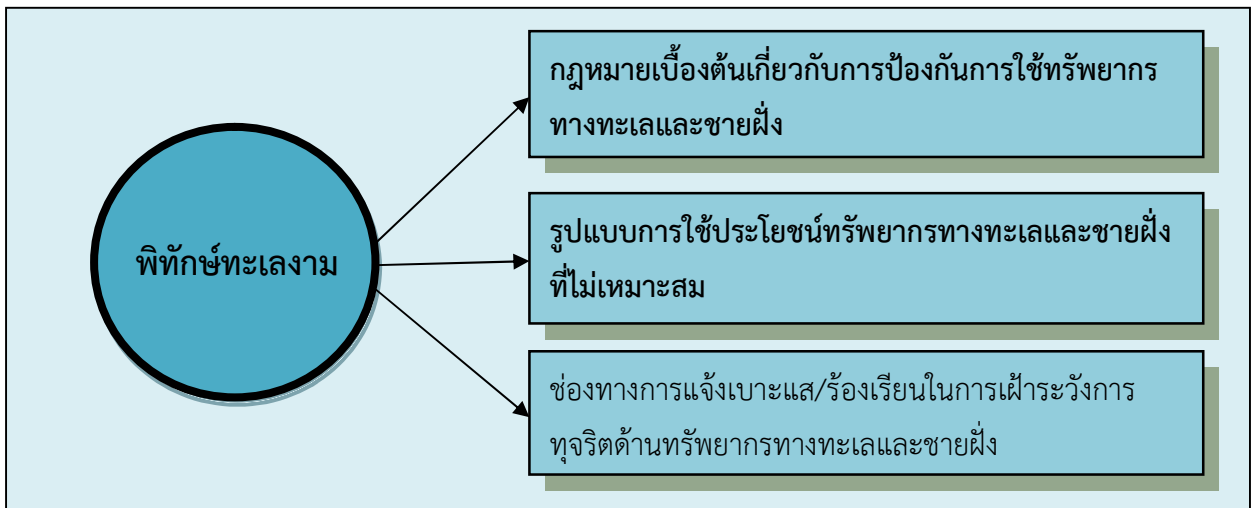 พิทักษ์ทะเลงาม
กฎหมายเบื้องต้นเกี่ยวกับการป้องกันการใช้ทรัพยากร
ทางทะเลและชายฝั่ง
รูปแบบการใช้ประโยชน์ทรัพยากรทางทะเลและชายฝั่ง
ที่ไม่เหมาะสม
ช่องทางการแจ้งเบาะแส/ร้องเรียนในการเฝ้าระวังการ
ทุจริตด้านทรัพยากรทางทะเลและชายฝั่ง